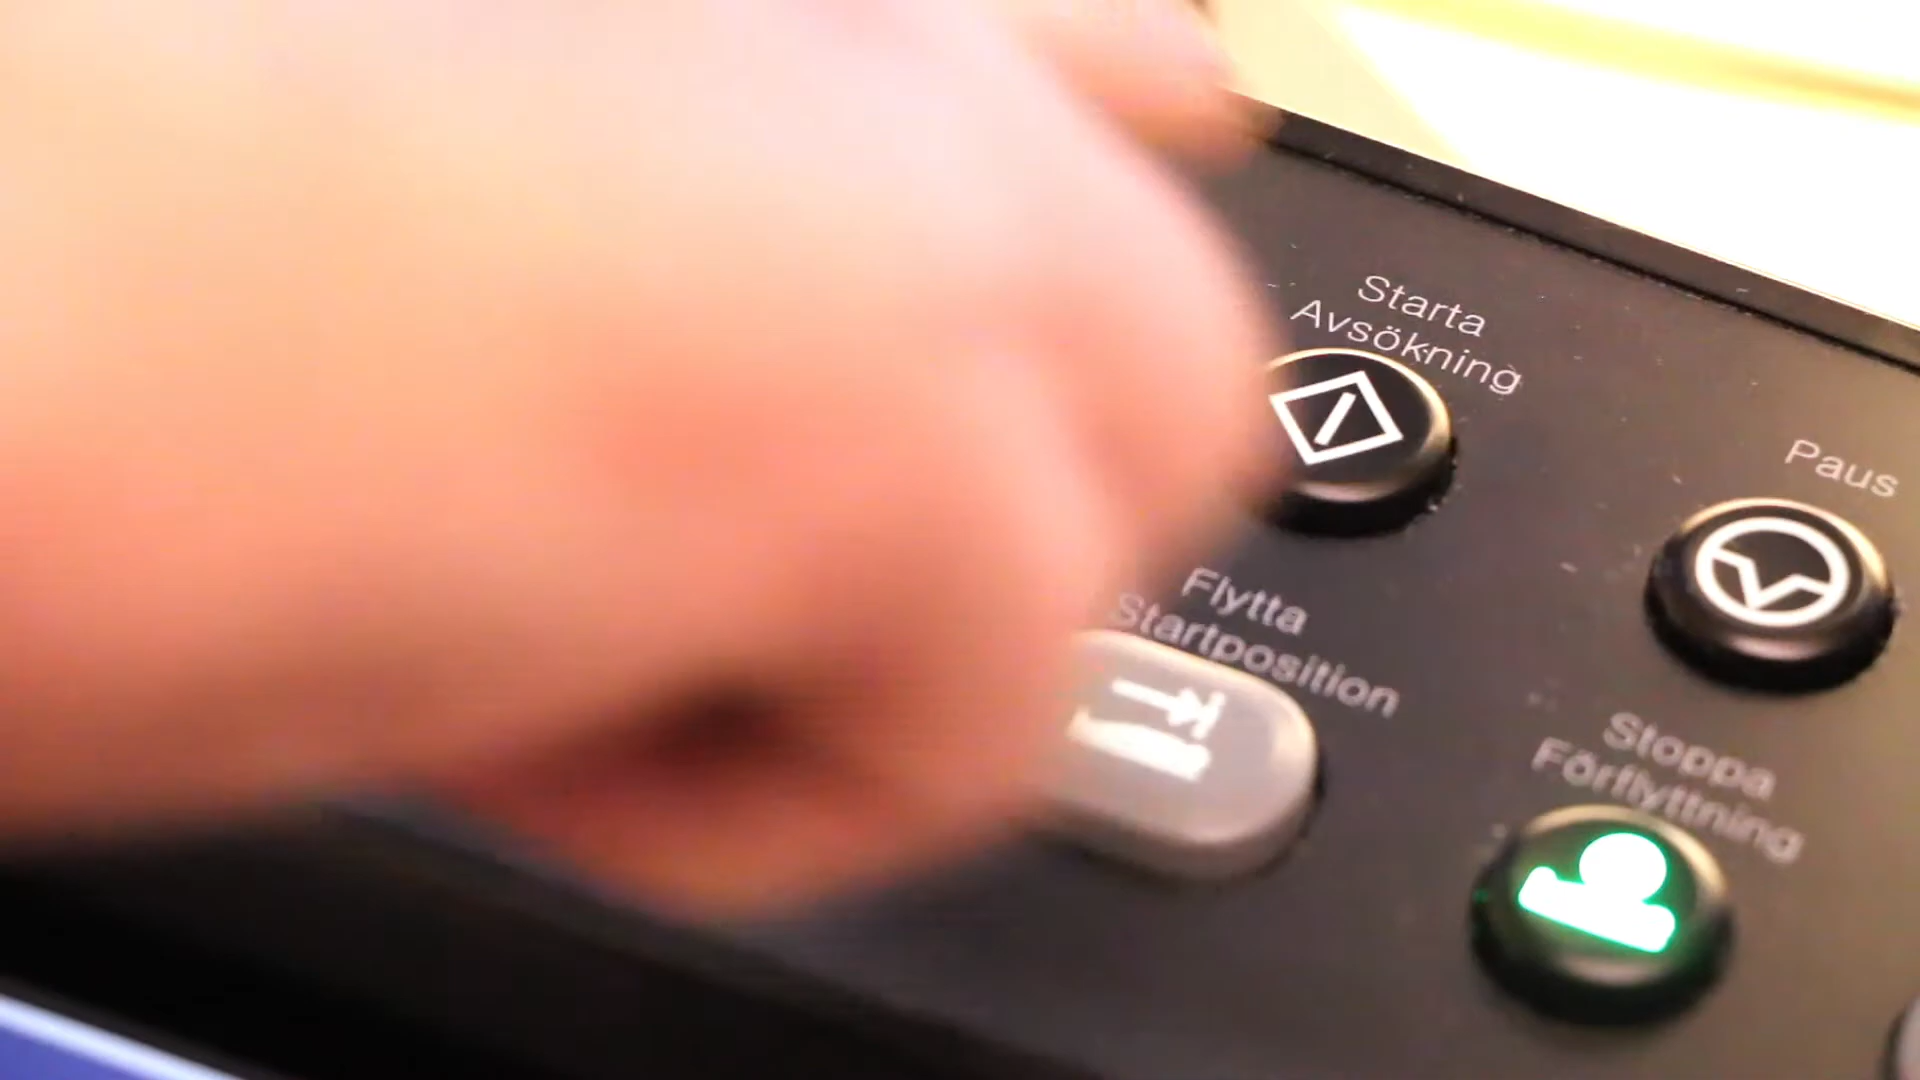 Starta
Avsökning
Paus
Flytta
Startposition
Stoppa
Förflyttning